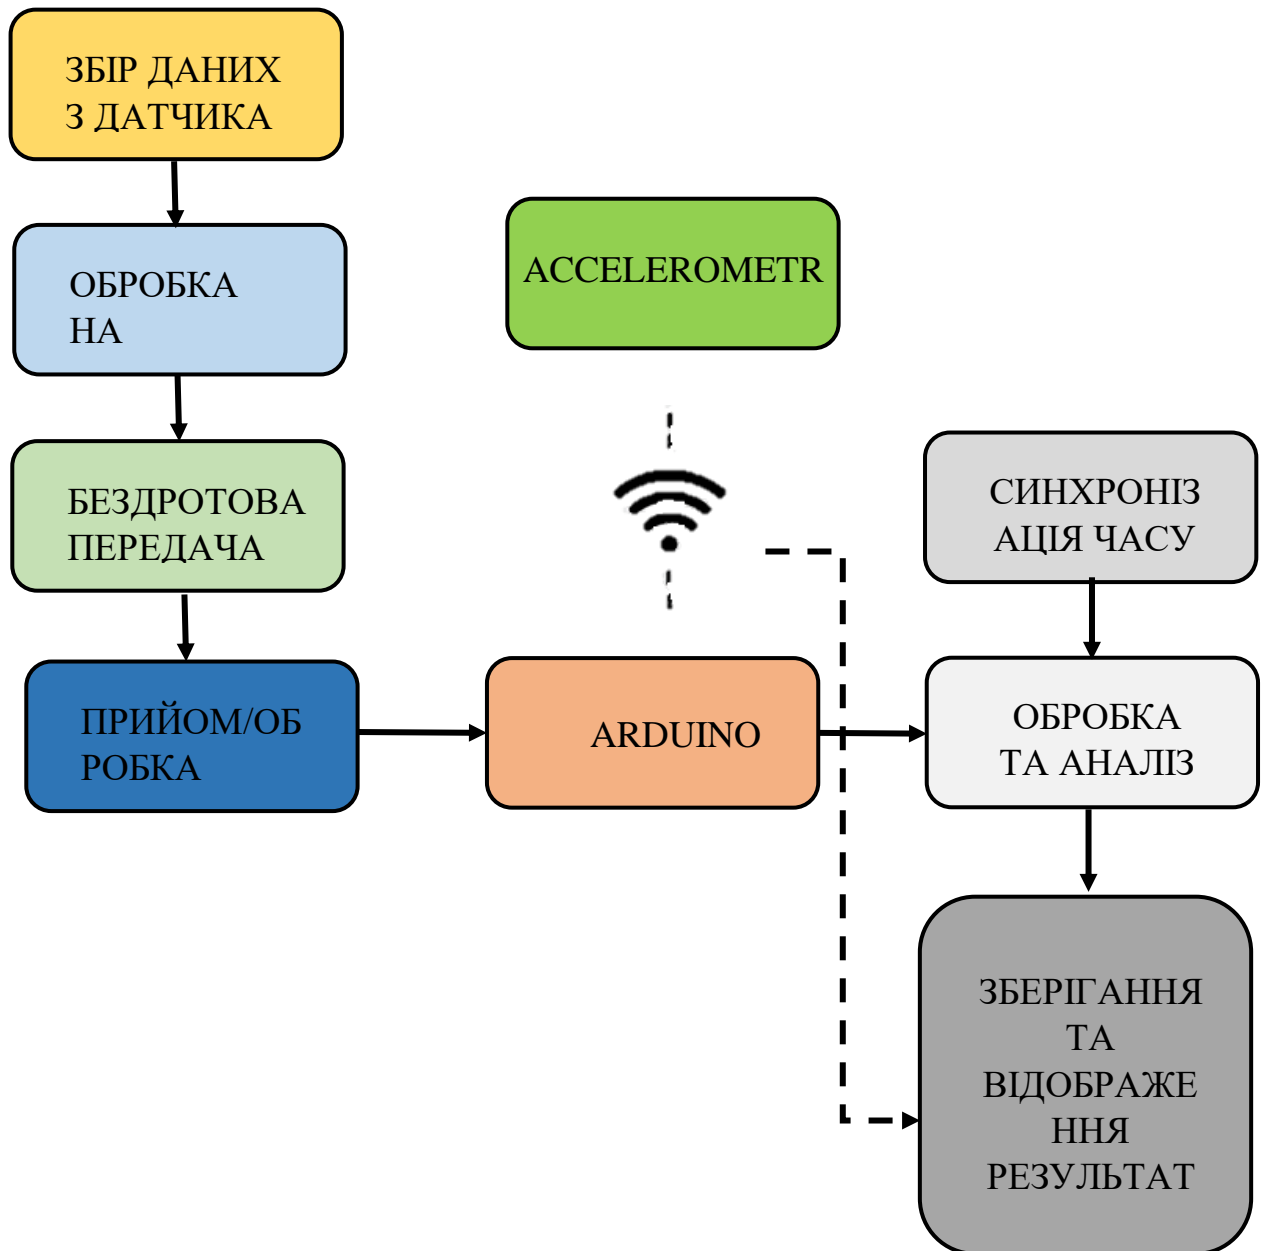 ЗБІР ДАНИХ
З ДАТЧИКА
ОБРОБКА
НА
БЕЗДРОТОВА
ПЕРЕДАЧА
ПРИЙОМ/ОБ
РОБКА
ACCELEROMETR
ARDUINO
СИНХРОНІЗ
АЦІЯ ЧАСУ
ОБРОБКА
ТА АНАЛІЗ
ЗБЕРІГАННЯ
ТА
ВІДОБРАЖЕ
ННЯ
РЕЗУЛЬТАТ